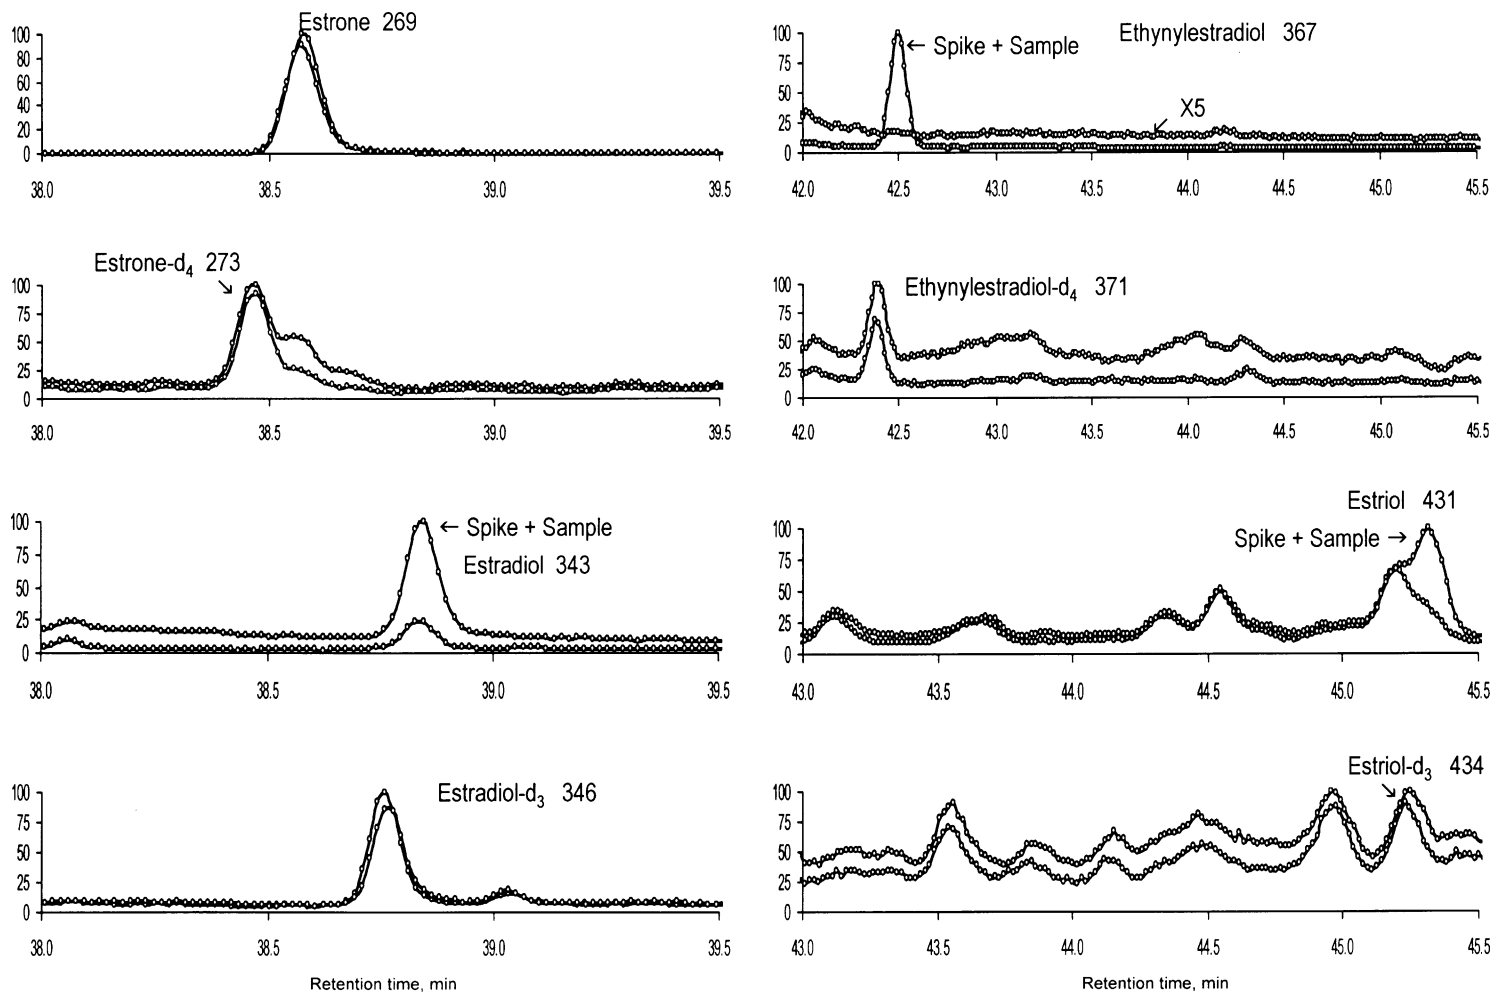 Estrone 269
100
80
60
40
20
0
38.0 38.5 39.0 39.5
Estrone-d4 273
100
75
50
25
0
38.0 38.5 39.0 39.5
100
75
50
25
0
← Spike + Sample
Estradiol 343
38.0 38.5 39.0 39.5
Estradiol-d3 346
100
75
50
25
0
38.0 38.5 39.0 39.5
Retention time, min
Ethynylestradiol 367
← Spike + Sample
X5
100
75
50
25
0
42.0 42.5 43.0 43.5 44.0 44.5 45.0 45.5
Ethynylestradiol-d4 371
100
75
50
25
0
42.0 42.5 43.0 43.5 44.0 44.5 45.0 45.5
Estriol 431
Spike + Sample →
100
75
50
25
0
43.0 43.5 44.0 44.5 45.0 45.5
Estriol-d3 434
100
75
50
25
0
43.0 43.5 44.0 44.5 45.0 45.5
Retention time, min